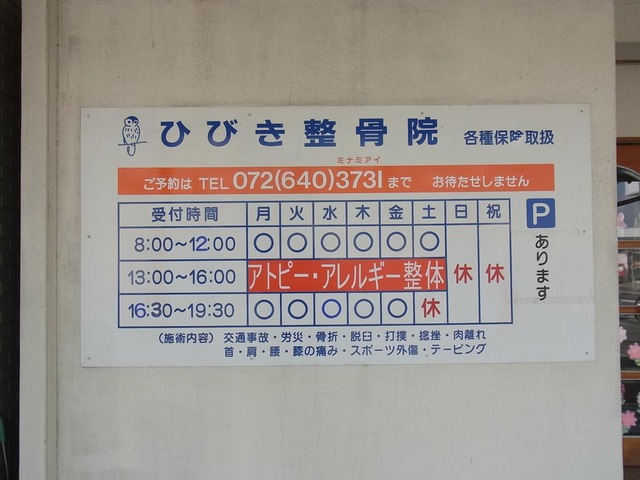 ひびき整骨院 各種保険取扱
ミナミアイ
ご予約は TEL 072(640)3731 まで お待たせしません
受付時間 月 火 水 木 金 土 日 祝
8:00〜12:00 〇 〇 〇 〇 〇 〇
13:00〜16:00 アトピー・アレルギー整体 休 休
16:30〜19:30 〇 〇 〇 〇 〇 休
P
あります
(施術内容) 交通事故・労災・骨折・脱臼・打撲・捻挫・肉離れ
首・肩・腰・膝の痛み・スポーツ外傷・テーピング